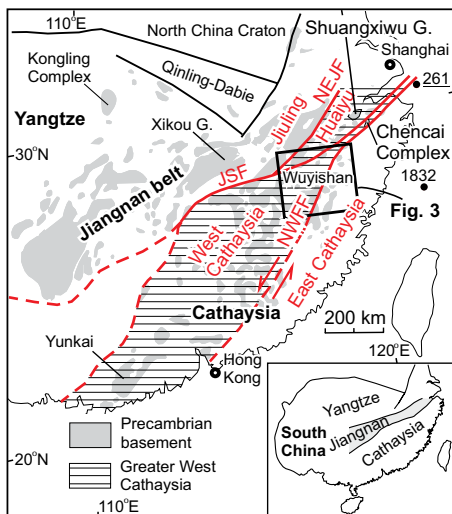 110°E
North China Craton
Shuangxiwu G.
Shanghai
Kongling
Complex
Qinling-Dabie
NEJF
261
Jiuling
Huaiyu
Yangtze
Xikou G.
Chencai
Complex
30°N
JSF
Wuyishan
1832
Jiangnan belt
Fig. 3
West
Cathaysia
NWFF
East Cathaysia
Cathaysia
200 km
Yunkai
120°E
Hong
Kong
Precambrian
basement
Greater West
Cathaysia
20°N
110°E
Yangtze
South
China
Jiangnan
Cathaysia